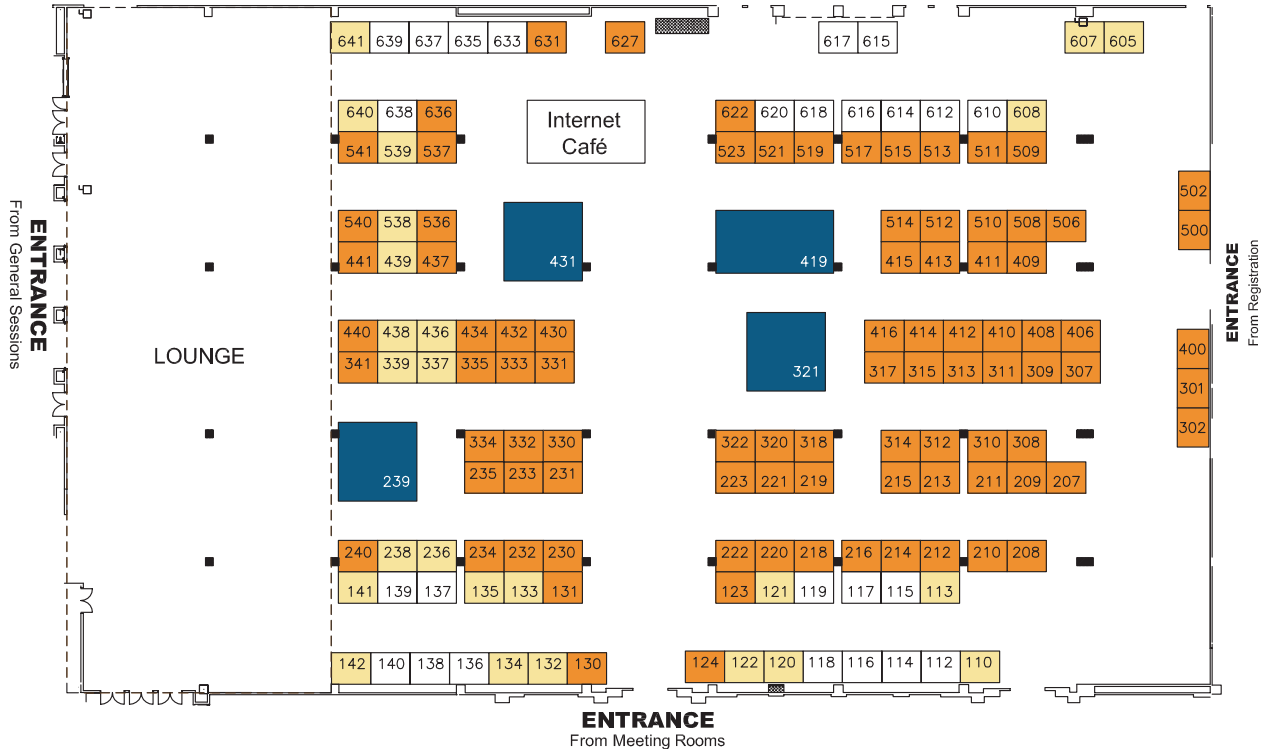 641 639 637 635 633 631 627 617 615 607 605
640 638 636 622 620 618 616 614 612 610 608
Internet
Café
541 539 537 523 521 519 517 515 513 511 509
502
540 538 536 514 512 510 508 506
500
441 439 437 431 419 415 413 411 409
ENTRANCE
From General Sessions
ENTRANCE
From Registration
440 438 436 434 432 430 416 414 412 410 408 406
400
LOUNGE
341 339 337 335 333 331 321 317 315 313 311 309 307
301
302
334 332 330 322 320 318 314 312 310 308
239 235 233 231 223 221 219 215 213 211 209 207
240 238 236 234 232 230 222 220 218 216 214 212 210 208
141 139 137 135 133 131 123 121 119 117 115 113
142 140 138 136 134 132 130 124 122 120 118 116 114 112 110
ENTRANCE
From Meeting Rooms